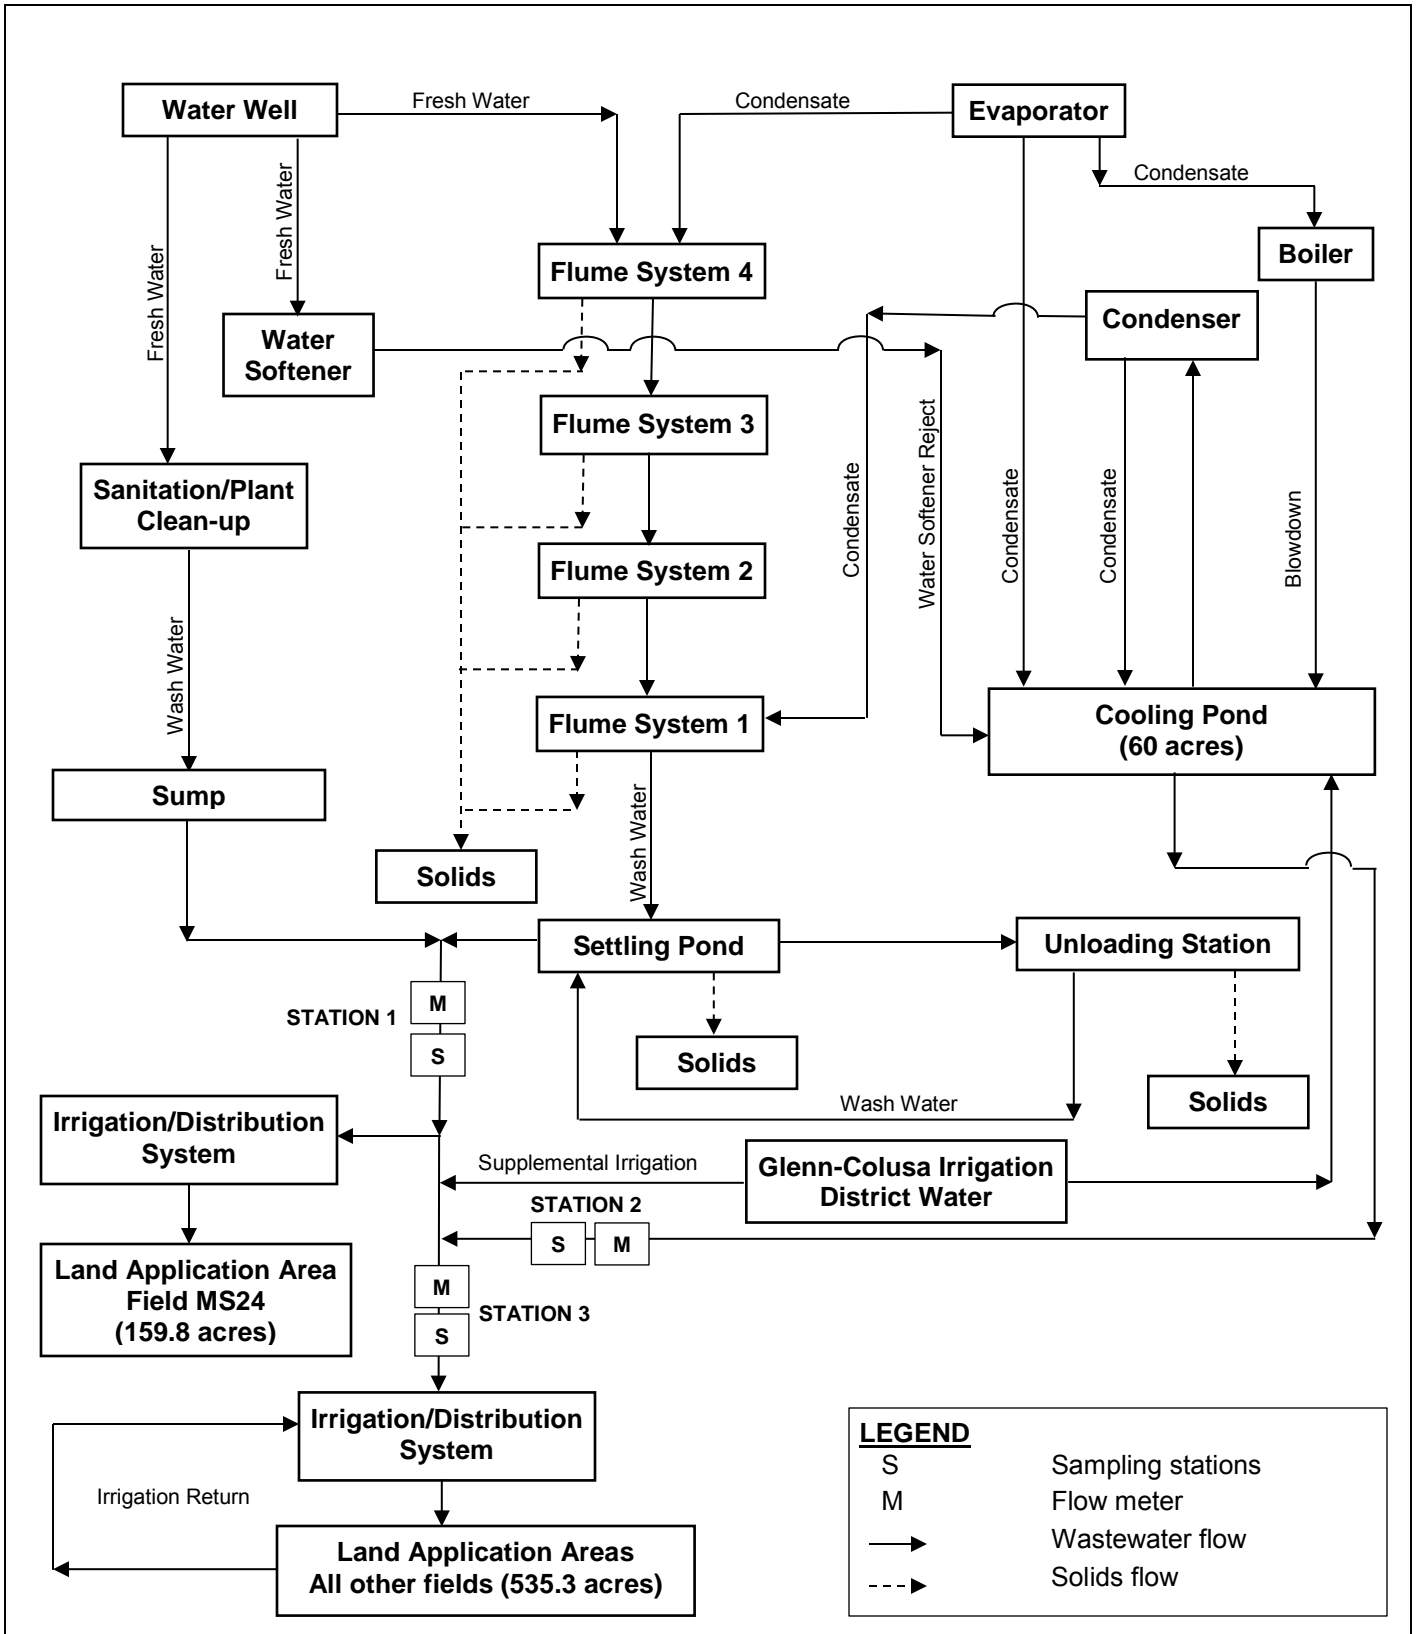 Water Well
Fresh Water
Condensate
Evaporator
Condensate
Fresh Water
Fresh Water
Boiler
Flume System 4
Condenser
Water
Softener
Flume System 3
Water Softener Reject
Condensate
Condensate
Condensate
Blowdown
Sanitation/Plant
Clean-up
Flume System 2
Wash Water
Flume System 1
Cooling Pond
(60 acres)
Sump
Wash Water
Solids
Settling Pond
Unloading Station
STATION 1
M
S
Solids
Solids
Wash Water
Irrigation/Distribution
System
Supplemental Irrigation
Glenn-Colusa Irrigation
District Water
STATION 2
S
M
Land Application Area
Field MS24
(159.8 acres)
M
STATION 3
S
Irrigation/Distribution
System
Irrigation Return
Land Application Areas
All other fields (535.3 acres)
LEGEND
S Sampling stations
M Flow meter
Wastewater flow
Solids flow